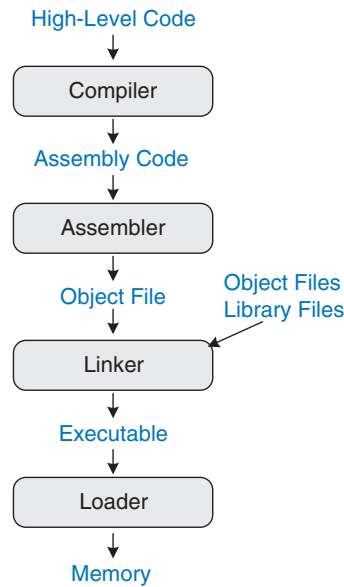 High-Level Code
Compiler
Assembly Code
Assembler
Object File
Object Files
Library Files
Linker
Executable
Loader
Memory